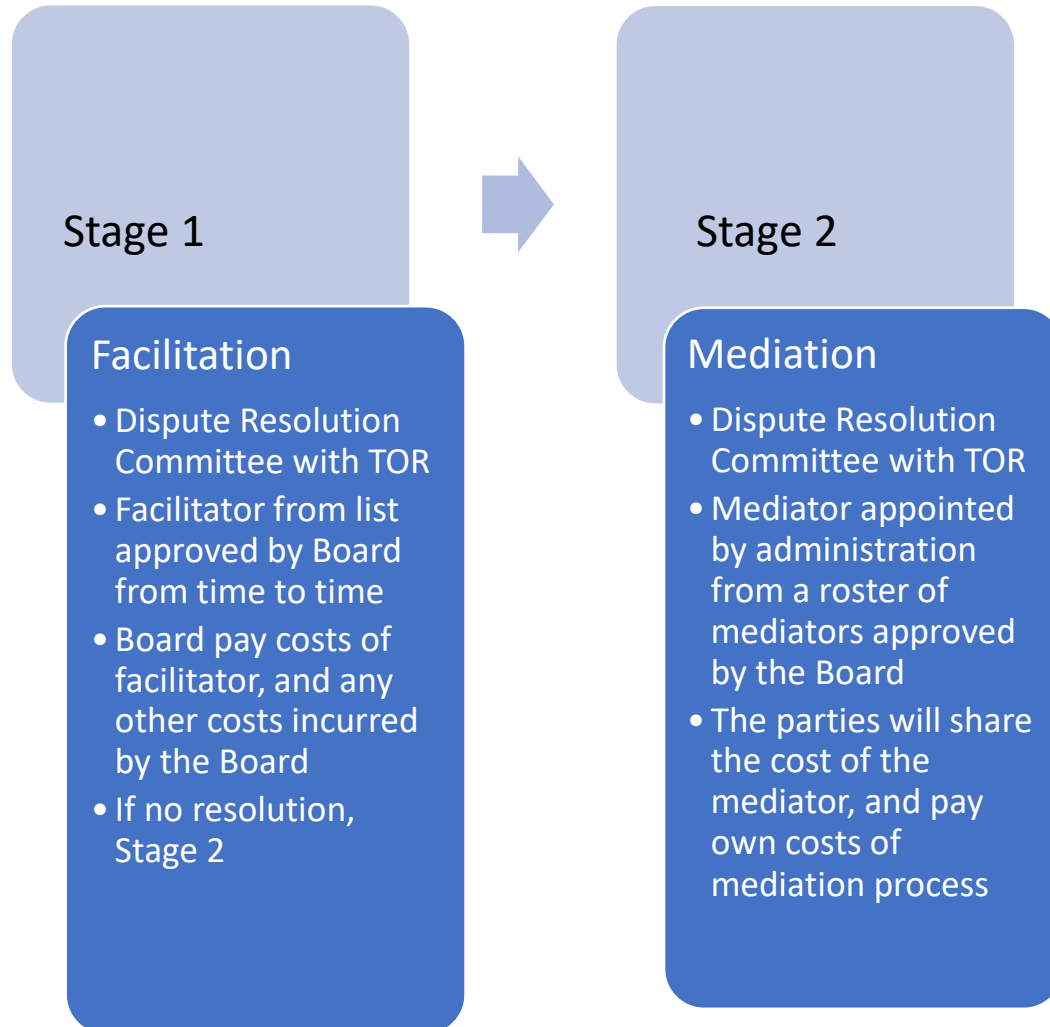 Stage 1
Facilitation
• Dispute Resolution
Committee with TOR
• Facilitator from list
approved by Board
from time to time
• Board pay costs of
facilitator, and any
other costs incurred
by the Board
• If no resolution,
Stage 2
Stage 2
Mediation
• Dispute Resolution
Committee with TOR
• Mediator appointed
by administration
from a roster of
mediators approved
by the Board
• The parties will share
the cost of the
mediator, and pay
own costs of
mediation process